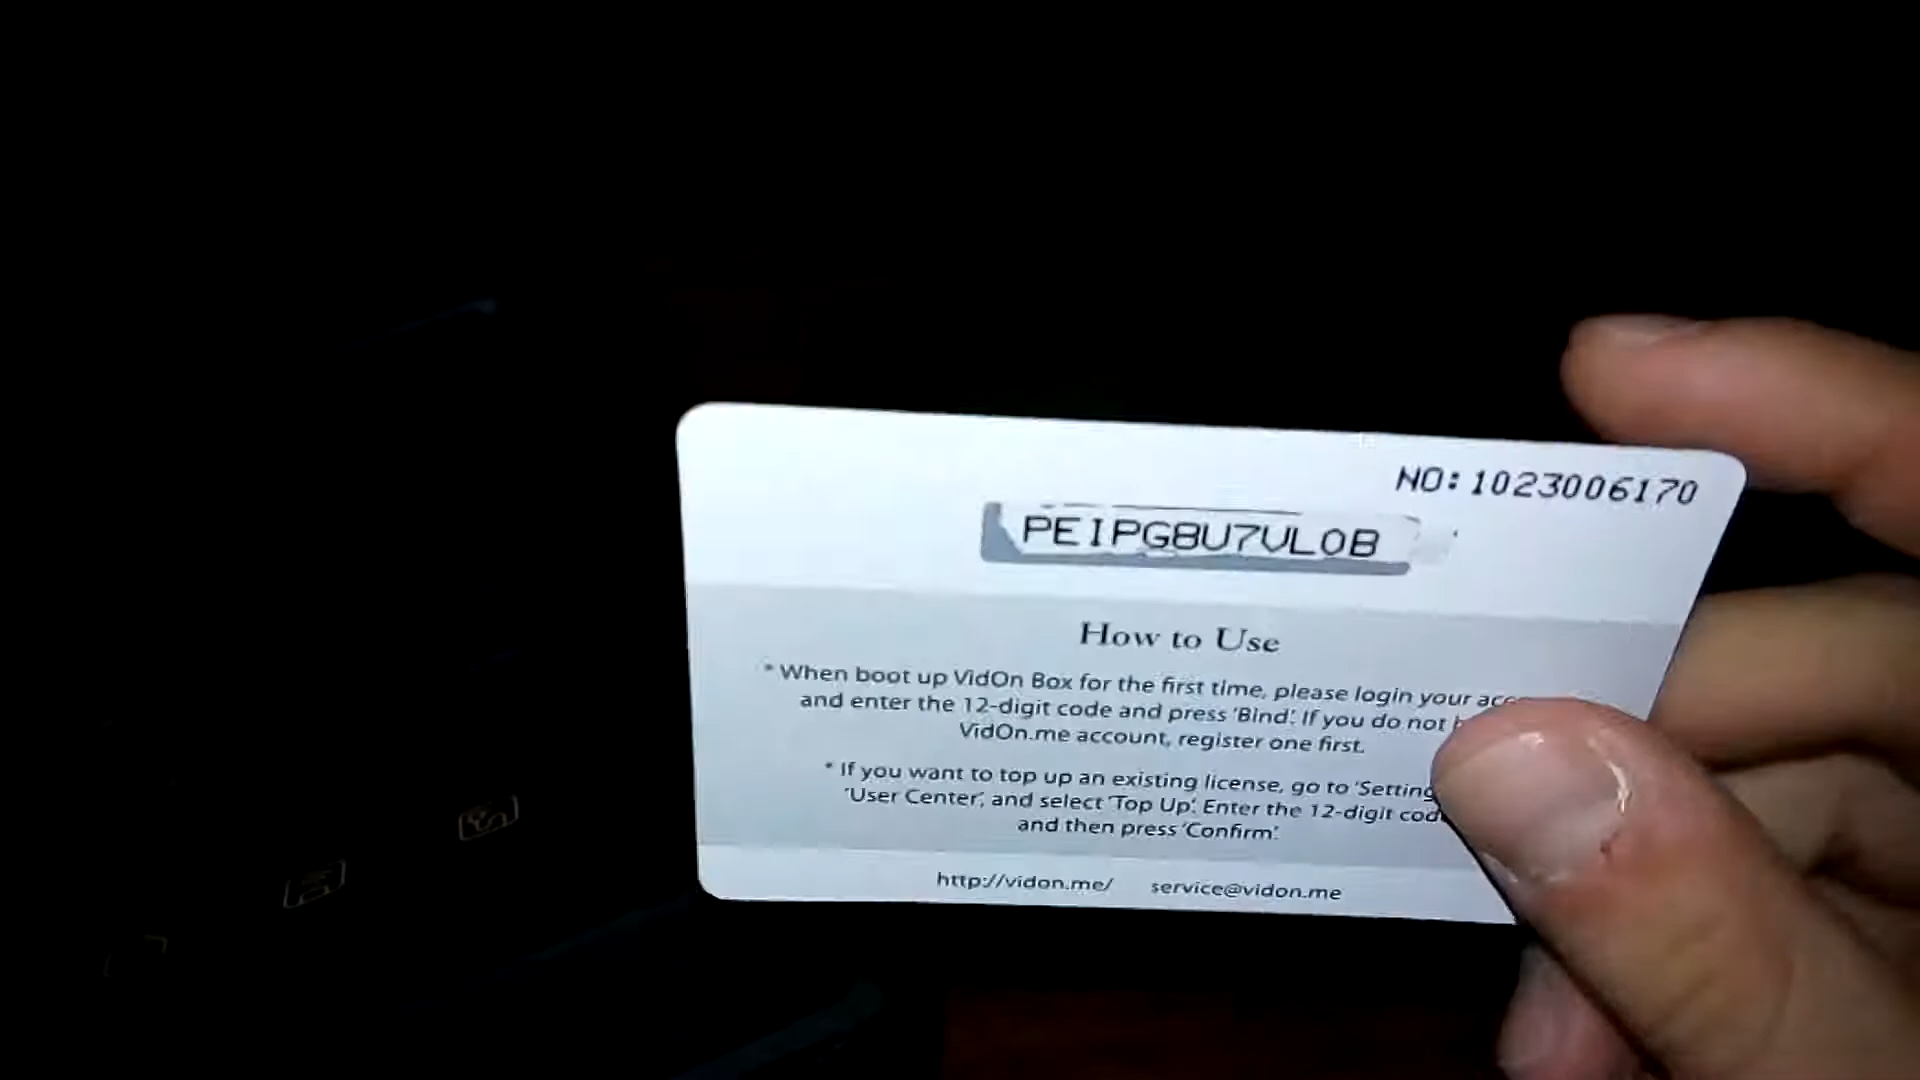 NO:1023006170
PEIPG8U7VLOB
How to Use
* When boot up VidOn Box for the first time, please login your
and enter the 12-digit code and press 'Bind'. If you do not
VidOn.me account, register one first.
* If you want to top up an existing license, go to 'Setting
'User Center', and select 'Top Up'. Enter the 12-digit
and then press 'Confirm'.
http://vidon.me/ service@vidon.me